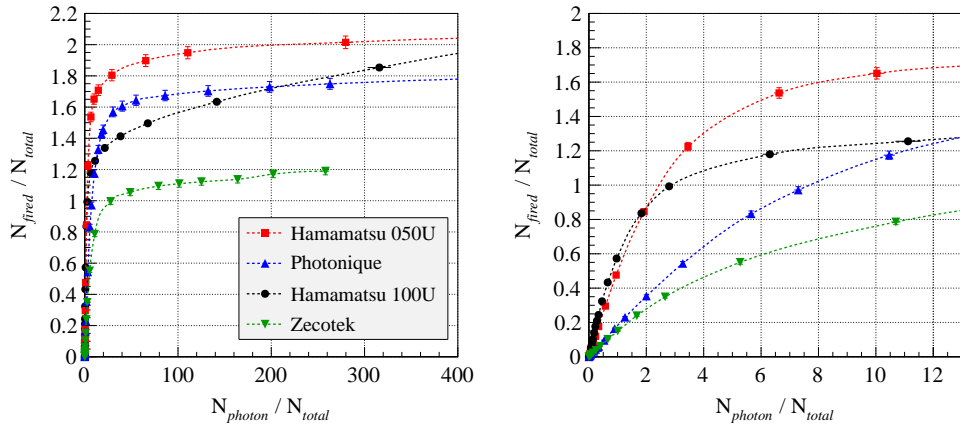 N_fired / N_total
2.2
2
1.8
1.6
1.4
1.2
1
0.8
0.6
0.4
0.2
0
0 100 200 300 400
N_photon / N_total
Hamamatsu 050U
Photonique
Hamamatsu 100U
Zecotek
N_fired / N_total
2
1.8
1.6
1.4
1.2
1
0.8
0.6
0.4
0.2
0
0 2 4 6 8 10 12
N_photon / N_total